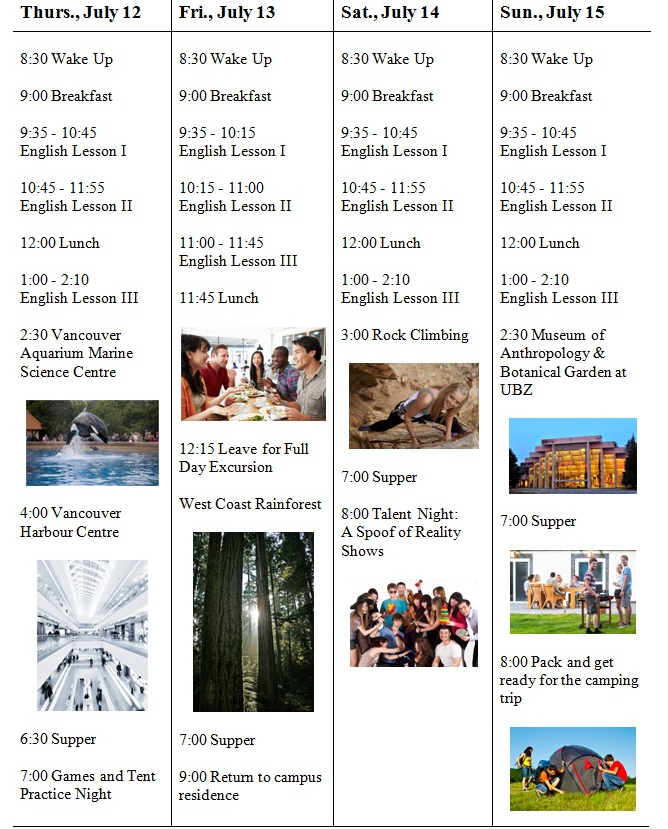 Thurs., July 12
8:30 Wake Up
9:00 Breakfast
9:35 - 10:45
English Lesson I
10:45 - 11:55
English Lesson II
12:00 Lunch
1:00 - 2:10
English Lesson III
2:30 Vancouver
Aquarium Marine
Science Centre
4:00 Vancouver
Harbour Centre
6:30 Supper
7:00 Games and Tent
Practice Night
Fri., July 13
8:30 Wake Up
9:00 Breakfast
9:35 - 10:15
English Lesson I
10:15 - 11:00
English Lesson II
11:00 - 11:45
English Lesson III
11:45 Lunch
12:15 Leave for Full
Day Excursion
West Coast Rainforest
7:00 Supper
9:00 Return to campus
residence
Sat., July 14
8:30 Wake Up
9:00 Breakfast
9:35 - 10:45
English Lesson I
10:45 - 11:55
English Lesson II
12:00 Lunch
1:00 - 2:10
English Lesson III
3:00 Rock Climbing
7:00 Supper
8:00 Talent Night:
A Spoof of Reality
Shows
Sun., July 15
8:30 Wake Up
9:00 Breakfast
9:35 - 10:45
English Lesson I
10:45 - 11:55
English Lesson II
12:00 Lunch
1:00 - 2:10
English Lesson III
2:30 Museum of
Anthropology &
Botanical Garden at
UBZ
7:00 Supper
8:00 Pack and get
ready for the camping
trip